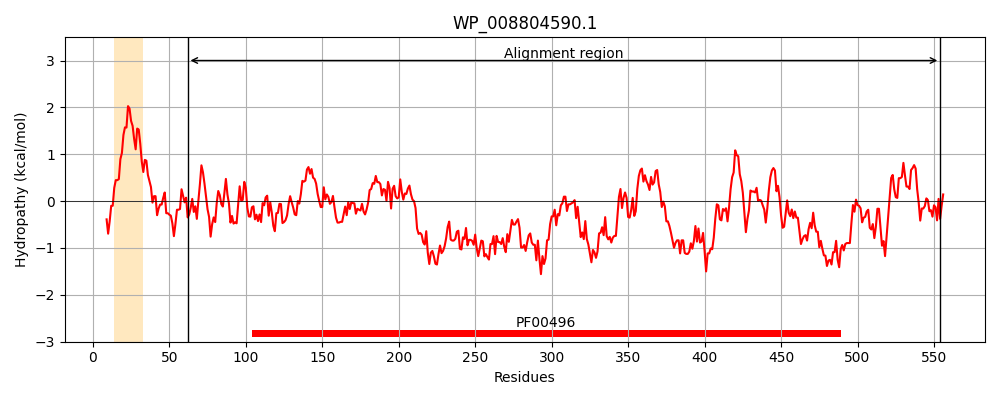 WP_008804590.1
Alignment region
Hydropathy (kcal/mol)
3
2
1
0
−1
−2
−3
PF00496
0 50 100 150 200 250 300 350 400 450 500 550
Residues